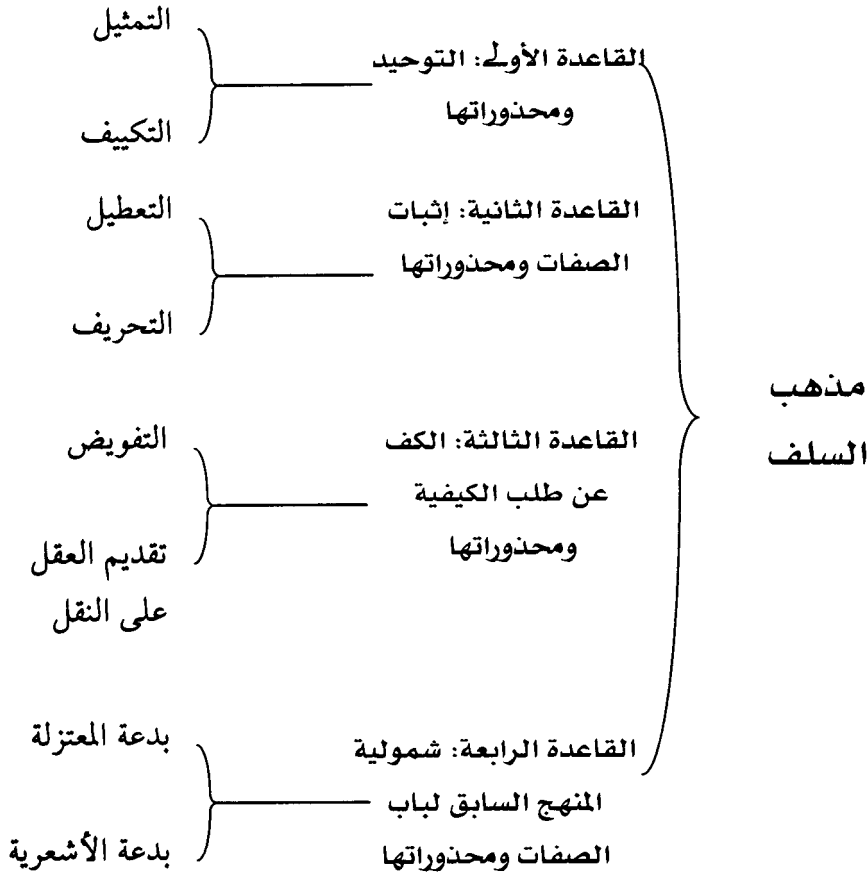 مذهب
السلف
القاعدة الأولى: التوحيد
ومحذوراتها
التمثيل
التكييف
القاعدة الثانية: إثبات
الصفات ومحذوراتها
التعطيل
التحريف
القاعدة الثالثة: الكف
عن طلب الكيفية
ومحذوراتها
التفويض
تقديم العقل
على النقل
القاعدة الرابعة: شمولية
المنهج السابق لباب
الصفات ومحذوراتها
بدعة المعتزلة
بدعة الأشعرية